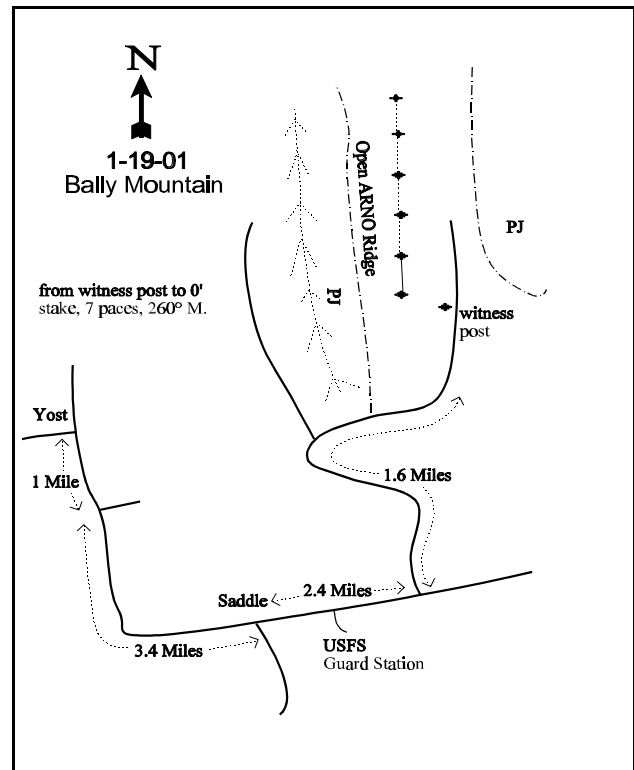 N
1-19-01
Bally Mountain
Open ARNO Ridge
PJ
from witness post to 0'
stake, 7 paces, 260° M.
PJ
witness
post
Yost
1 Mile
1.6 Miles
Saddle
2.4 Miles
3.4 Miles
USFS
Guard Station